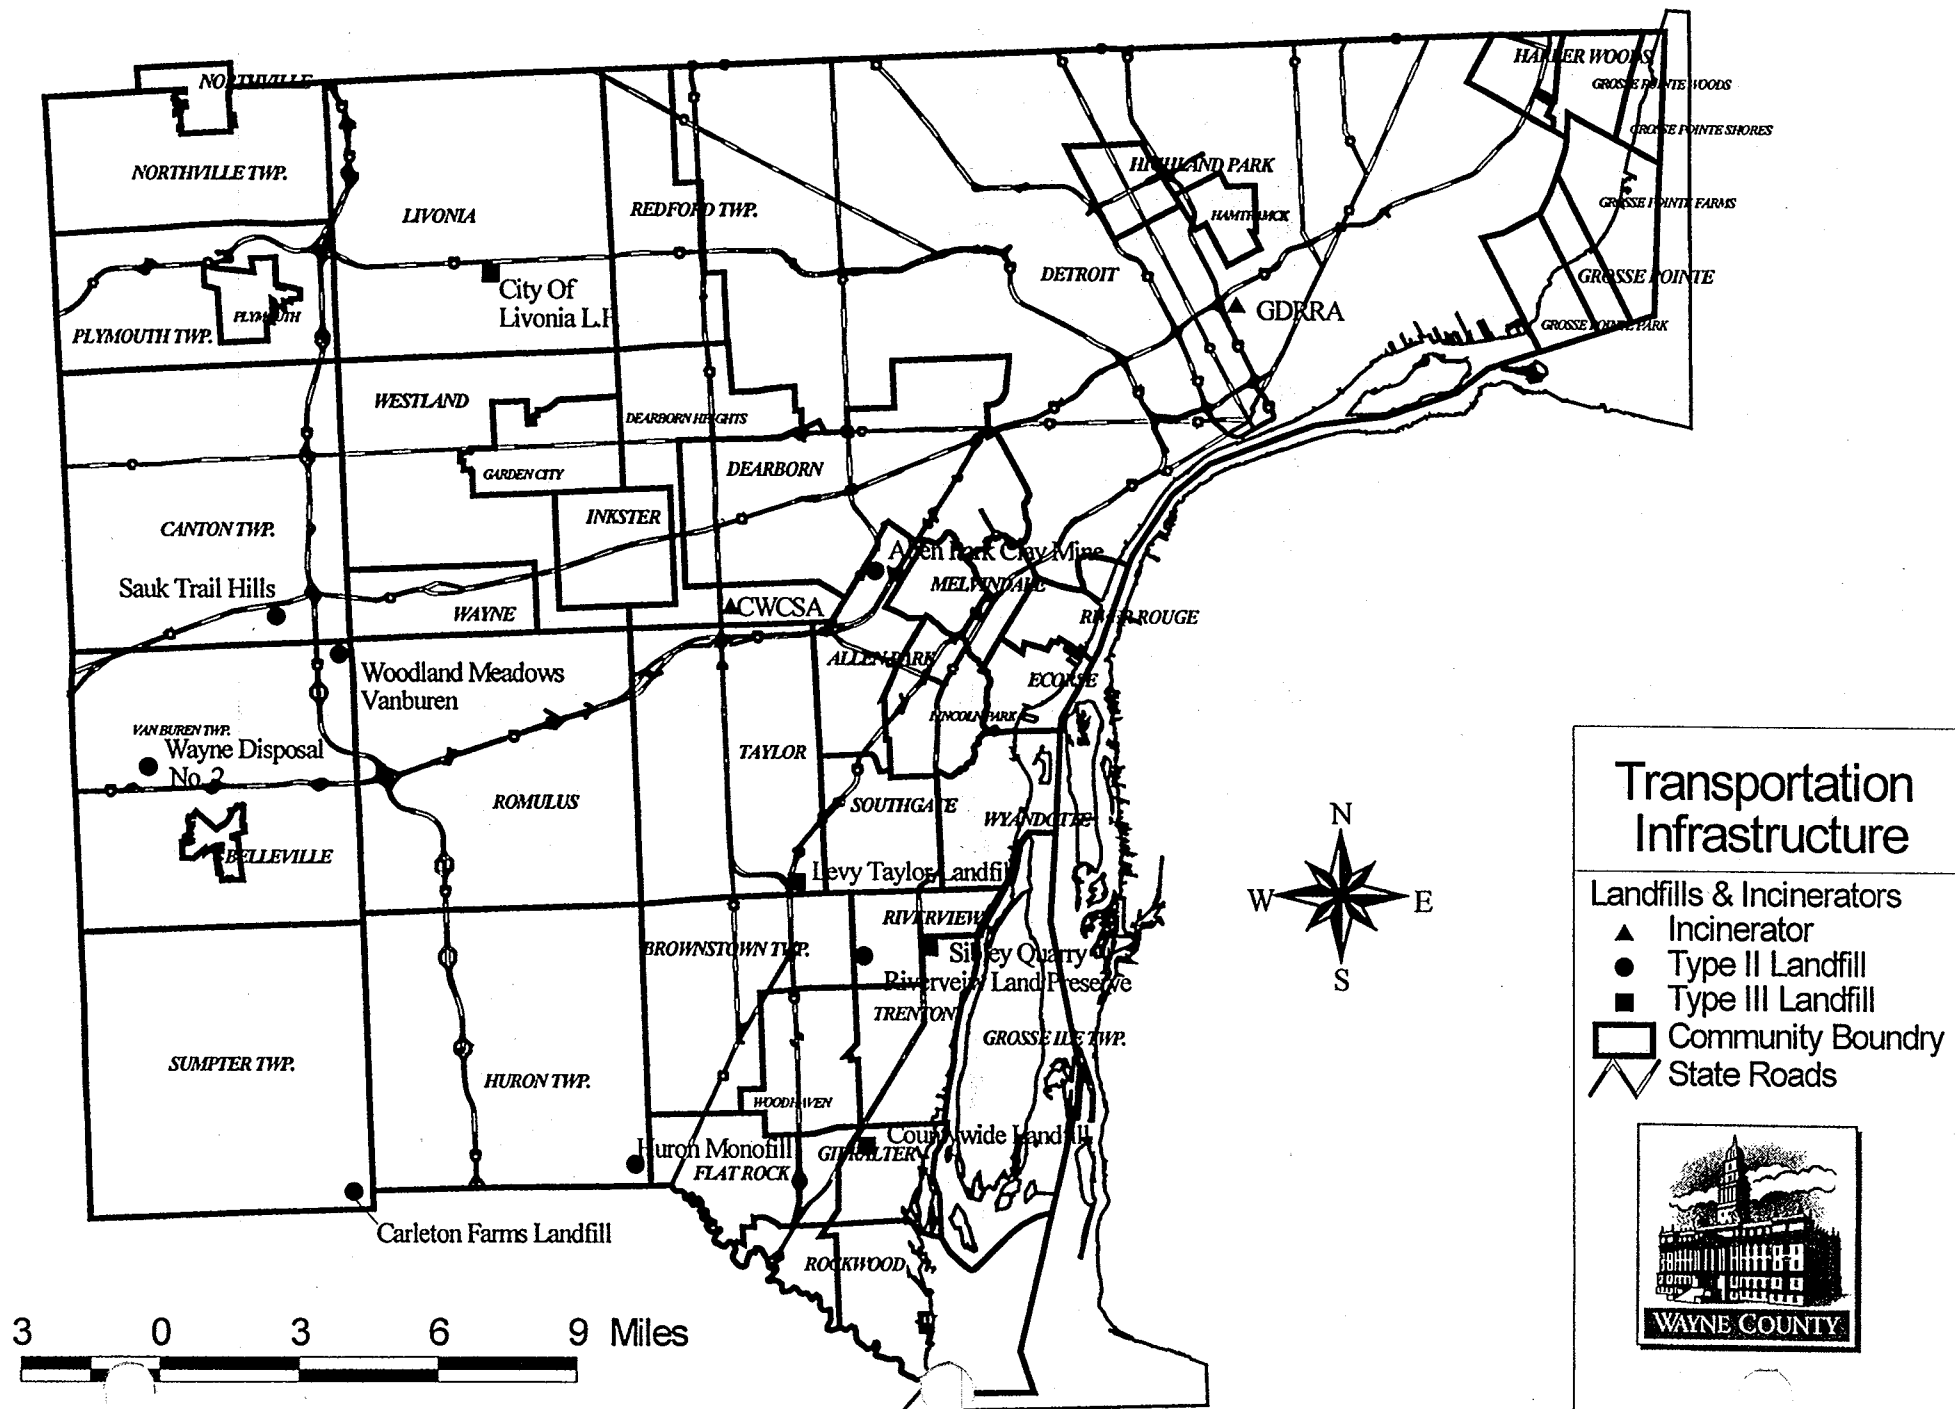 NORTHVILLE
HARPER WOODS
GROSSE POINTE WOODS
GROSSE POINTE SHORES
NORTHVILLE TWP.
HIGHLAND PARK
LIVONIA
REDFORD TWP.
HAMTRAMCK
GROSSE POINTE FARMS
DETROIT
GROSSE POINTE
City Of
Livonia L.F.
PLYMOUTH
GDRRA
PLYMOUTH TWP.
GROSSE POINTE PARK
WESTLAND
DEARBORN HEIGHTS
GARDEN CITY
DEARBORN
CANTON TWP.
INKSTER
Allen Park Clay Mine
MELVINDALE
Sauk Trail Hills
WAYNE
CWCSA
RIVER ROUGE
ALLEN PARK
Woodland Meadows
Vanburen
ECORSE
LINCOLN PARK
VAN BUREN TWP.
Wayne Disposal
No. 2
TAYLOR
ROMULUS
SOUTHGATE
WYANDOTTE
BELLEVILLE
Levy Taylor Landfill
RIVERVIEW
BROWNSTOWN TWP.
Sibley Quarry
Riverveiw Land Preserve
TRENTON
GROSSE ILE TWP.
SUMPTER TWP.
HURON TWP.
WOODHAVEN
Countywide Landfill
Huron Monofill
GIBRALTER
FLAT ROCK
Carleton Farms Landfill
ROCKWOOD
N
W
E
S
3 0 3 6 9 Miles
Transportation
Infrastructure
Landfills & Incinerators
Incinerator
Type II Landfill
Type III Landfill
Community Boundry
State Roads
WAYNE COUNTY